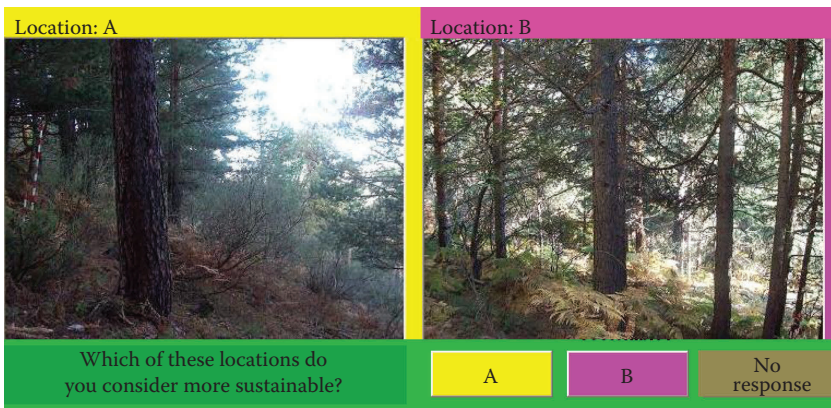 Location: A
Location: B
Which of these locations do
you consider more sustainable?
A
B
No
response